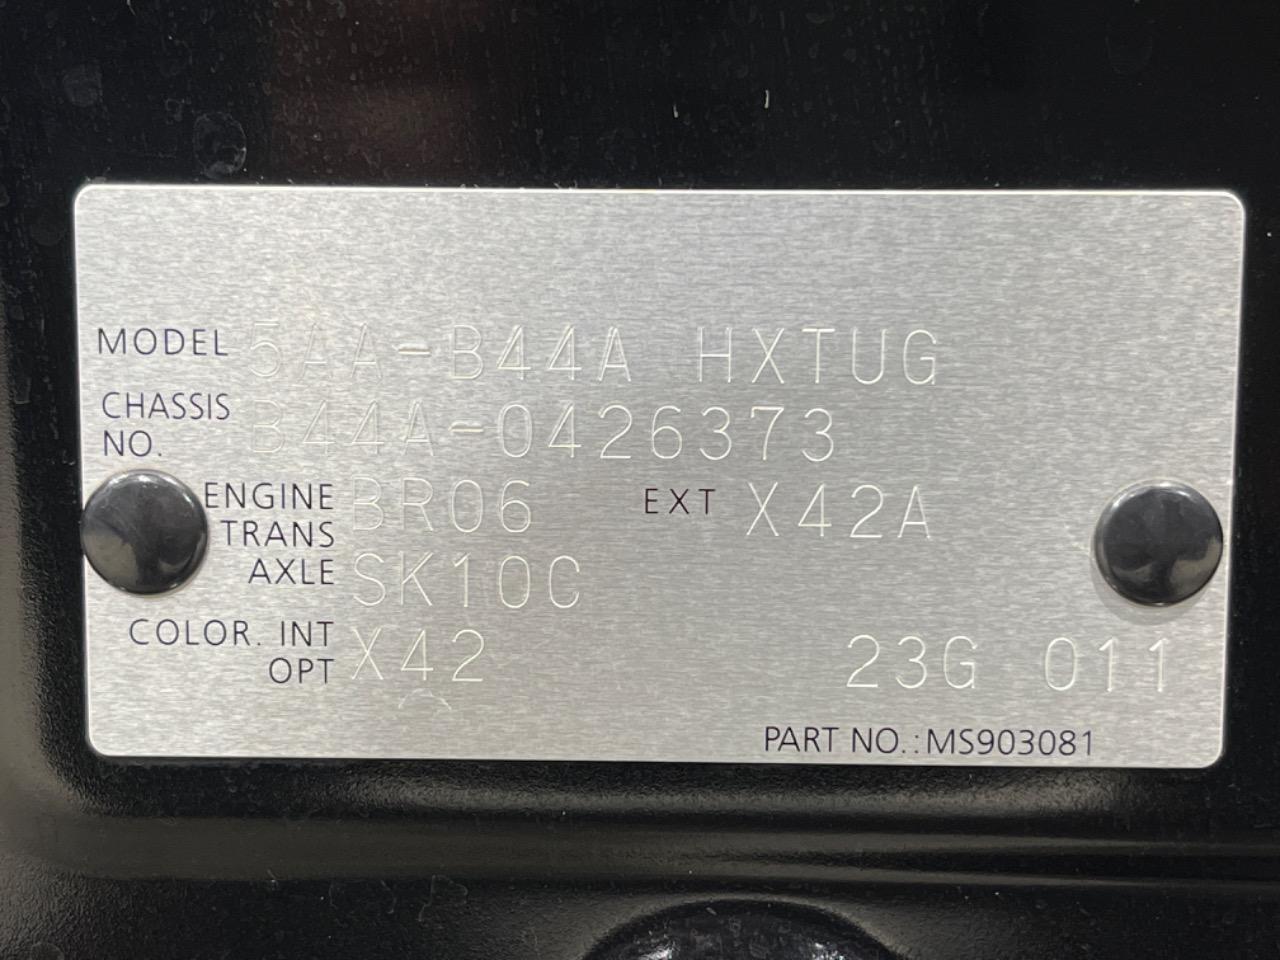 MODEL 5AA-B44A HXTUG
CHASSIS
NO. B44A-0426373
ENGINE BR06 EXT X42A
TRANS
AXLE SK10C
COLOR. INT
OPT X42 23G 011
PART NO.:MS903081